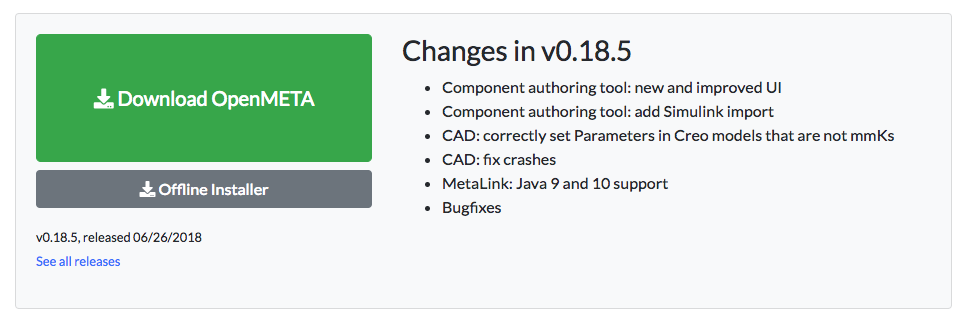 Download OpenMETA
Offline Installer
v0.18.5, released 06/26/2018
See all releases
Changes in v0.18.5
Component authoring tool: new and improved UI
Component authoring tool: add Simulink import
CAD: correctly set Parameters in Creo models that are not mmKs
CAD: fix crashes
MetaLink: Java 9 and 10 support
Bugfixes